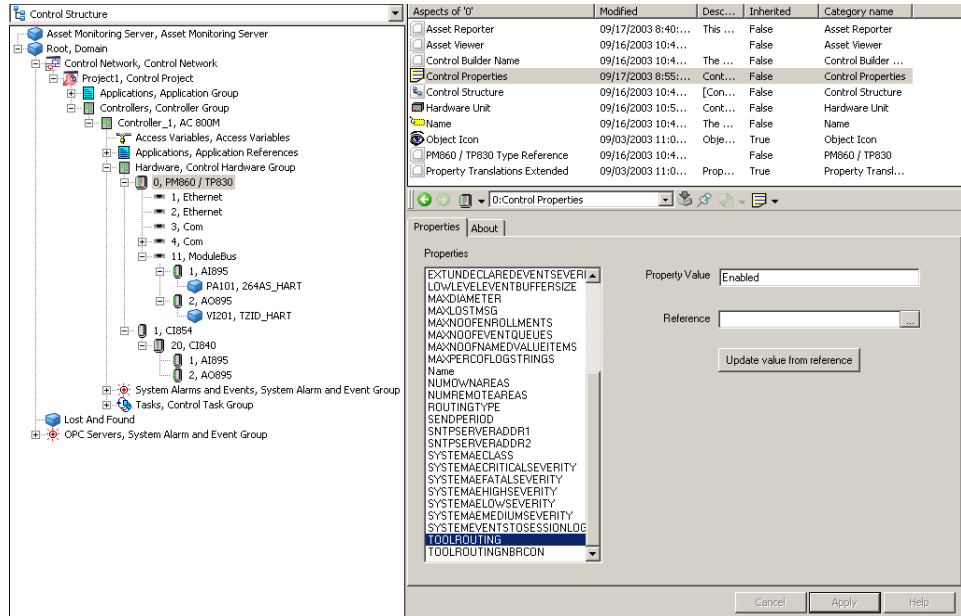 Control Structure
Asset Monitoring Server, Asset Monitoring Server
Root, Domain
Control Network, Control Network
Project1, Control Project
Applications, Application Group
Controllers, Controller Group
Controller_1, AC 800M
Access Variables, Access Variables
Applications, Application References
Hardware, Control Hardware Group
0, PM860 / TP830
1, Ethernet
2, Ethernet
3, Com
4, Com
11, ModuleBus
1, AI895
PA101, 264AS_HART
2, AO895
VI201, TZID_HART
1, CI854
20, CI840
1, AI895
2, AO895
System Alarms and Events, System Alarm and Event Group
Tasks, Control Task Group
Lost And Found
OPC Servers, System Alarm and Event Group
Aspects of '0' Modified Desc... Inherited Category name
Asset Reporter 09/17/2003 8:40:... This ... False Asset Reporter
Asset Viewer 09/16/2003 10:4... False Asset Viewer
Control Builder Name 09/16/2003 10:4... The ... False Control Builder ...
Control Properties 09/17/2003 8:55:... Cont... False Control Properties
Control Structure 09/16/2003 10:4... [Con... False Control Structure
Hardware Unit 09/16/2003 10:5... Cont... False Hardware Unit
Name 09/16/2003 10:4... The ... False Name
Object Icon 09/03/2003 11:0... Obje... True Object Icon
PM860 / TP830 Type Reference 09/16/2003 10:4... False PM860 / TP830
Property Translations Extended 09/03/2003 11:0... Prop... True Property Transl...
0:Control Properties
Properties About
Properties
EXTUNDECLAREDEVENTSEVERI
LOWLEVELEVENTBUFFERSIZE
MAXDIAMETER
MAXLOSTMSG
MAXNOOFENROLLMENTS
MAXNOOFEVENTQUEUES
MAXNOOFNAMEDVALUEITEMS
MAXPERCOFLOGSTRINGS
Name
NUMOWNAREAS
NUMREMOTEAREAS
ROUTINGTYPE
SENDPERIOD
SNTPSERVERADDR1
SNTPSERVERADDR2
SYSTEMAECLASS
SYSTEMAECRITICALSEVERITY
SYSTEMAEFATALSEVERITY
SYSTEMAEHIGHSEVERITY
SYSTEMAELOWSEVERITY
SYSTEMAEMEDIUMSEVERITY
SYSTEMEVENTSTOSESSIONLOG
TOOLROUTING
TOOLROUTINGNBRCON
Property Value Enabled
Reference ...
Update value from reference
Cancel Apply Help